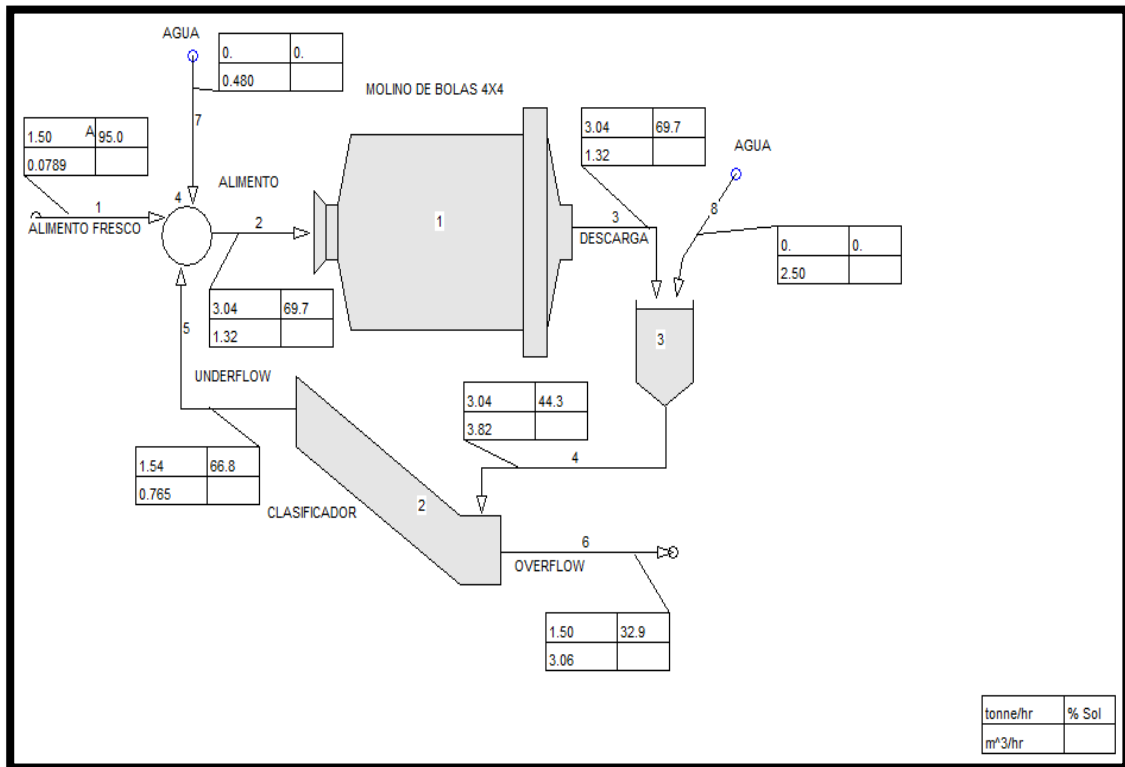 AGUA
0. 0.
0.480
7
MOLINO DE BOLAS 4X4
1.50 A 95.0
0.0789
3.04 69.7
1.32
AGUA
4
ALIMENTO
1
ALIMENTO FRESCO
2
1
3
DESCARGA
8
0. 0.
2.50
3.04 69.7
1.32
5
3
UNDERFLOW
3.04 44.3
3.82
4
1.54 66.8
0.765
CLASIFICADOR
2
6
OVERFLOW
1.50 32.9
3.06
tonne/hr % Sol
m^3/hr